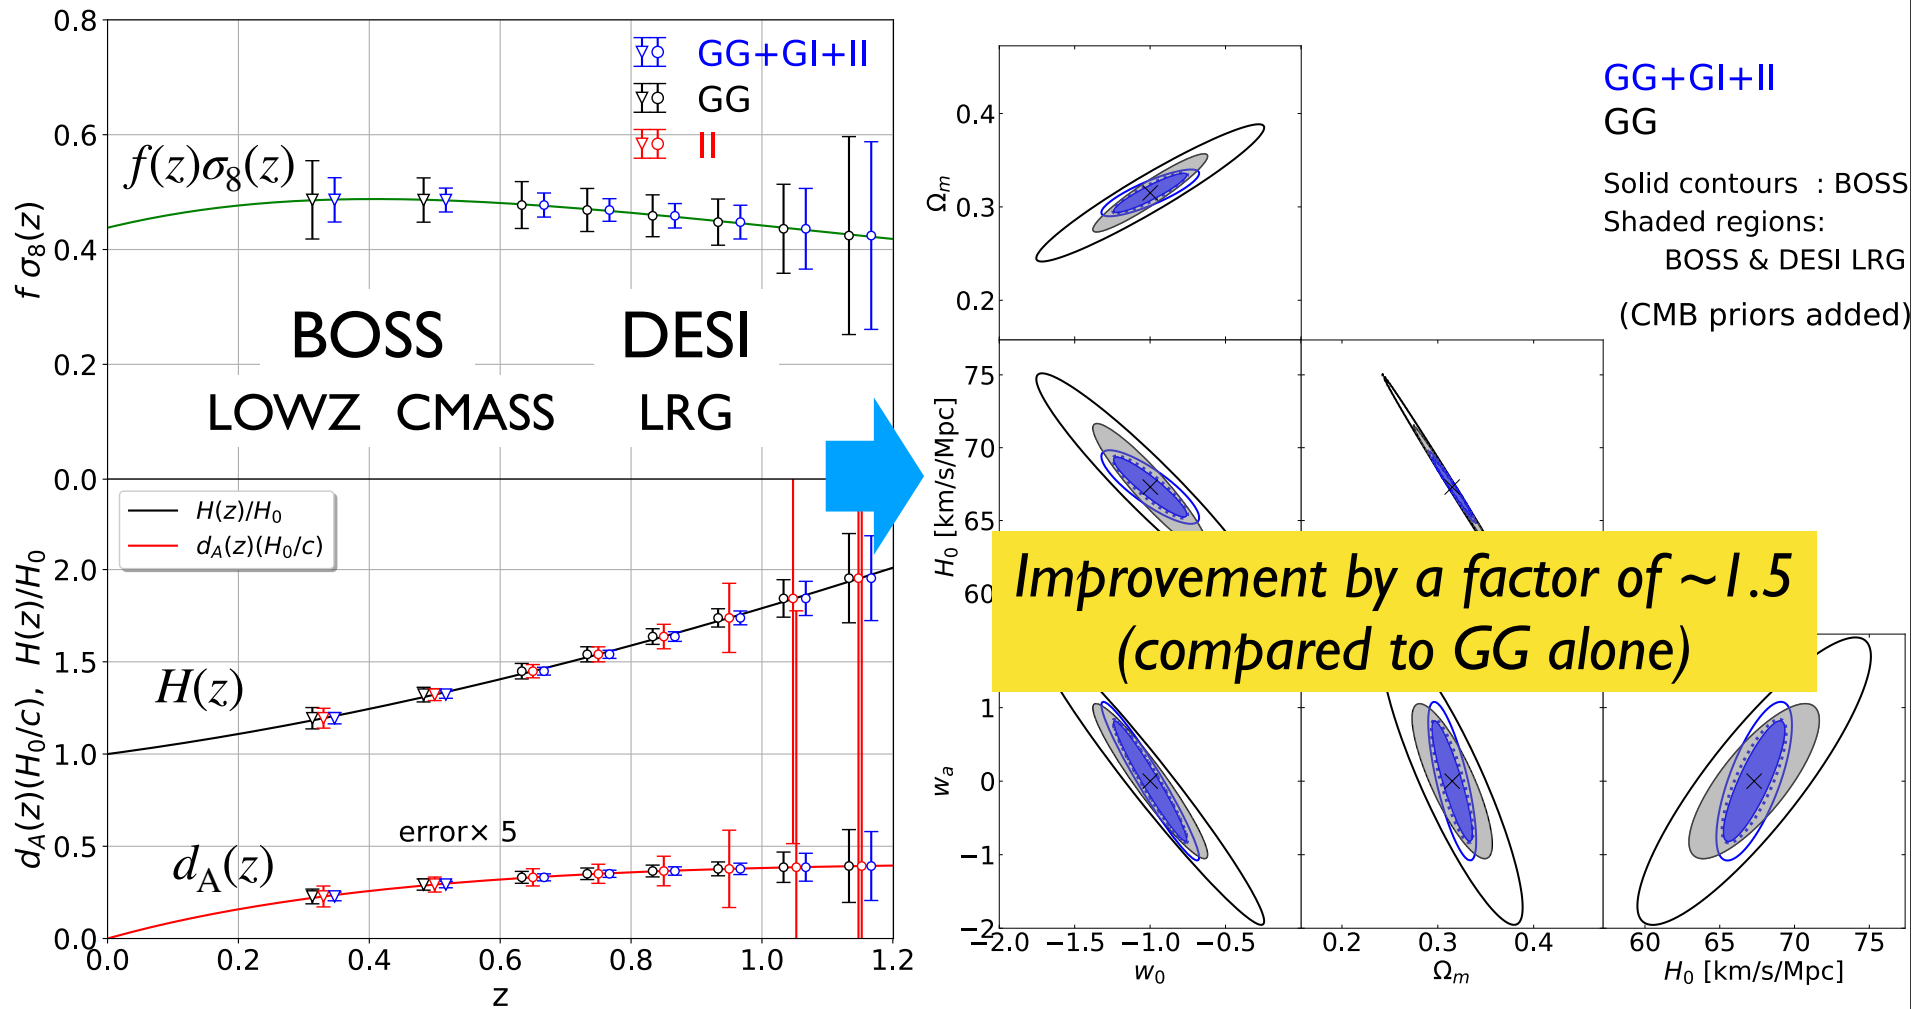 0.8
0.6
0.4
0.2
0.0
f σ₈(z)
GG+GI+II
GG
II
f(z)σ₈(z)
BOSS DESI
LOWZ CMASS LRG
H(z)/H₀
d_A(z)(H₀/c)
2.0
1.5
1.0
0.5
0.0
d_A(z)(H₀/c), H(z)/H₀
H(z)
error× 5
d_A(z)
0.0 0.2 0.4 0.6 0.8 1.0 1.2
z
0.4
0.3
0.2
Ω_m
GG+GI+II
GG
Solid contours : BOSS
Shaded regions:
BOSS & DESI LRG
(CMB priors added)
75
70
65
60
H₀ [km/s/Mpc]
Improvement by a factor of ~1.5
(compared to GG alone)
1
0
−1
−2
w_a
−2.0 −1.5 −1.0 −0.5
w₀
0.2 0.3 0.4
Ω_m
60 65 70 75
H₀ [km/s/Mpc]